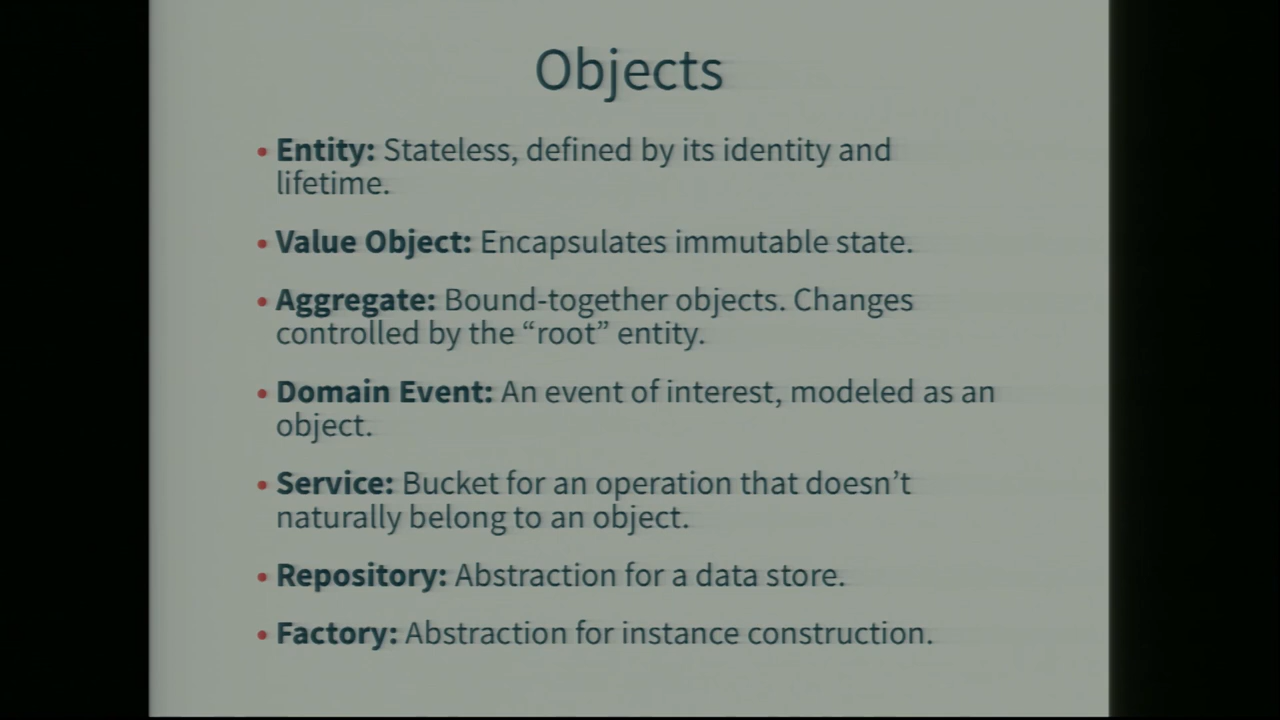 Objects
• Entity: Stateless, defined by its identity and
lifetime.
• Value Object: Encapsulates immutable state.
• Aggregate: Bound-together objects. Changes
controlled by the “root” entity.
• Domain Event: An event of interest, modeled as an
object.
• Service: Bucket for an operation that doesn’t
naturally belong to an object.
• Repository: Abstraction for a data store.
• Factory: Abstraction for instance construction.